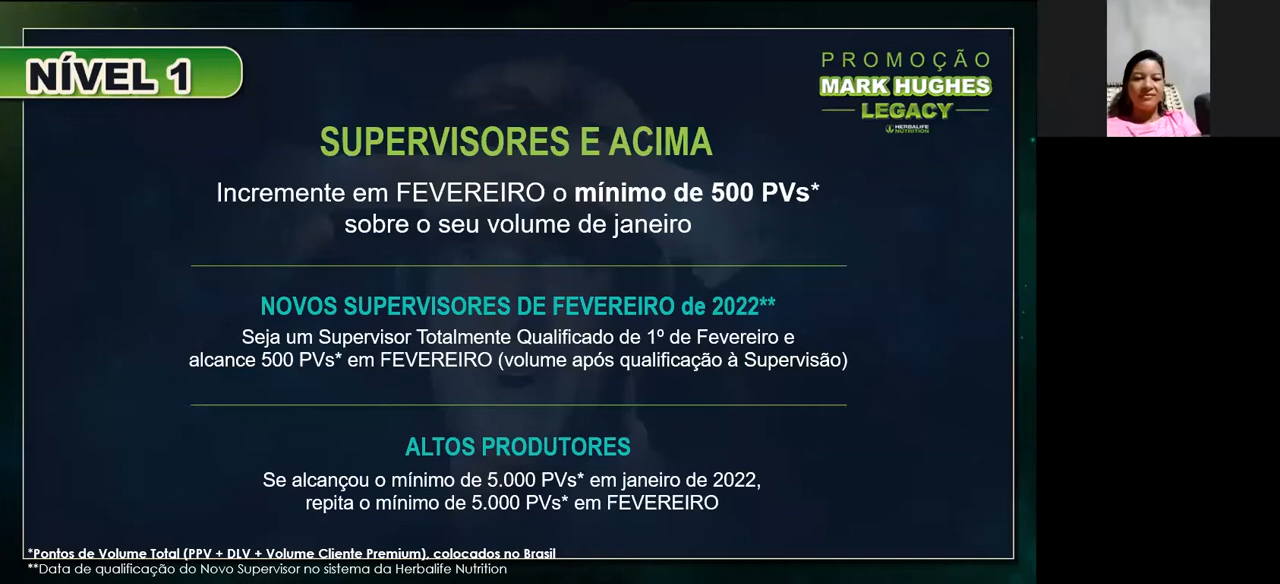 NÍVEL 1
PROMOÇÃO
MARK HUGHES
LEGACY
HERBALIFE
NUTRITION
SUPERVISORES E ACIMA
Incremente em FEVEREIRO o mínimo de 500 PVs*
sobre o seu volume de janeiro
NOVOS SUPERVISORES DE FEVEREIRO de 2022**
Seja um Supervisor Totalmente Qualificado de 1º de Fevereiro e
alcance 500 PVs* em FEVEREIRO (volume após qualificação à Supervisão)
ALTOS PRODUTORES
Se alcançou o mínimo de 5.000 PVs* em janeiro de 2022,
repita o mínimo de 5.000 PVs* em FEVEREIRO
*Pontos de Volume Total (PPV + DLV + Volume Cliente Premium), colocados no Brasil
**Data de qualificação do Novo Supervisor no sistema da Herbalife Nutrition